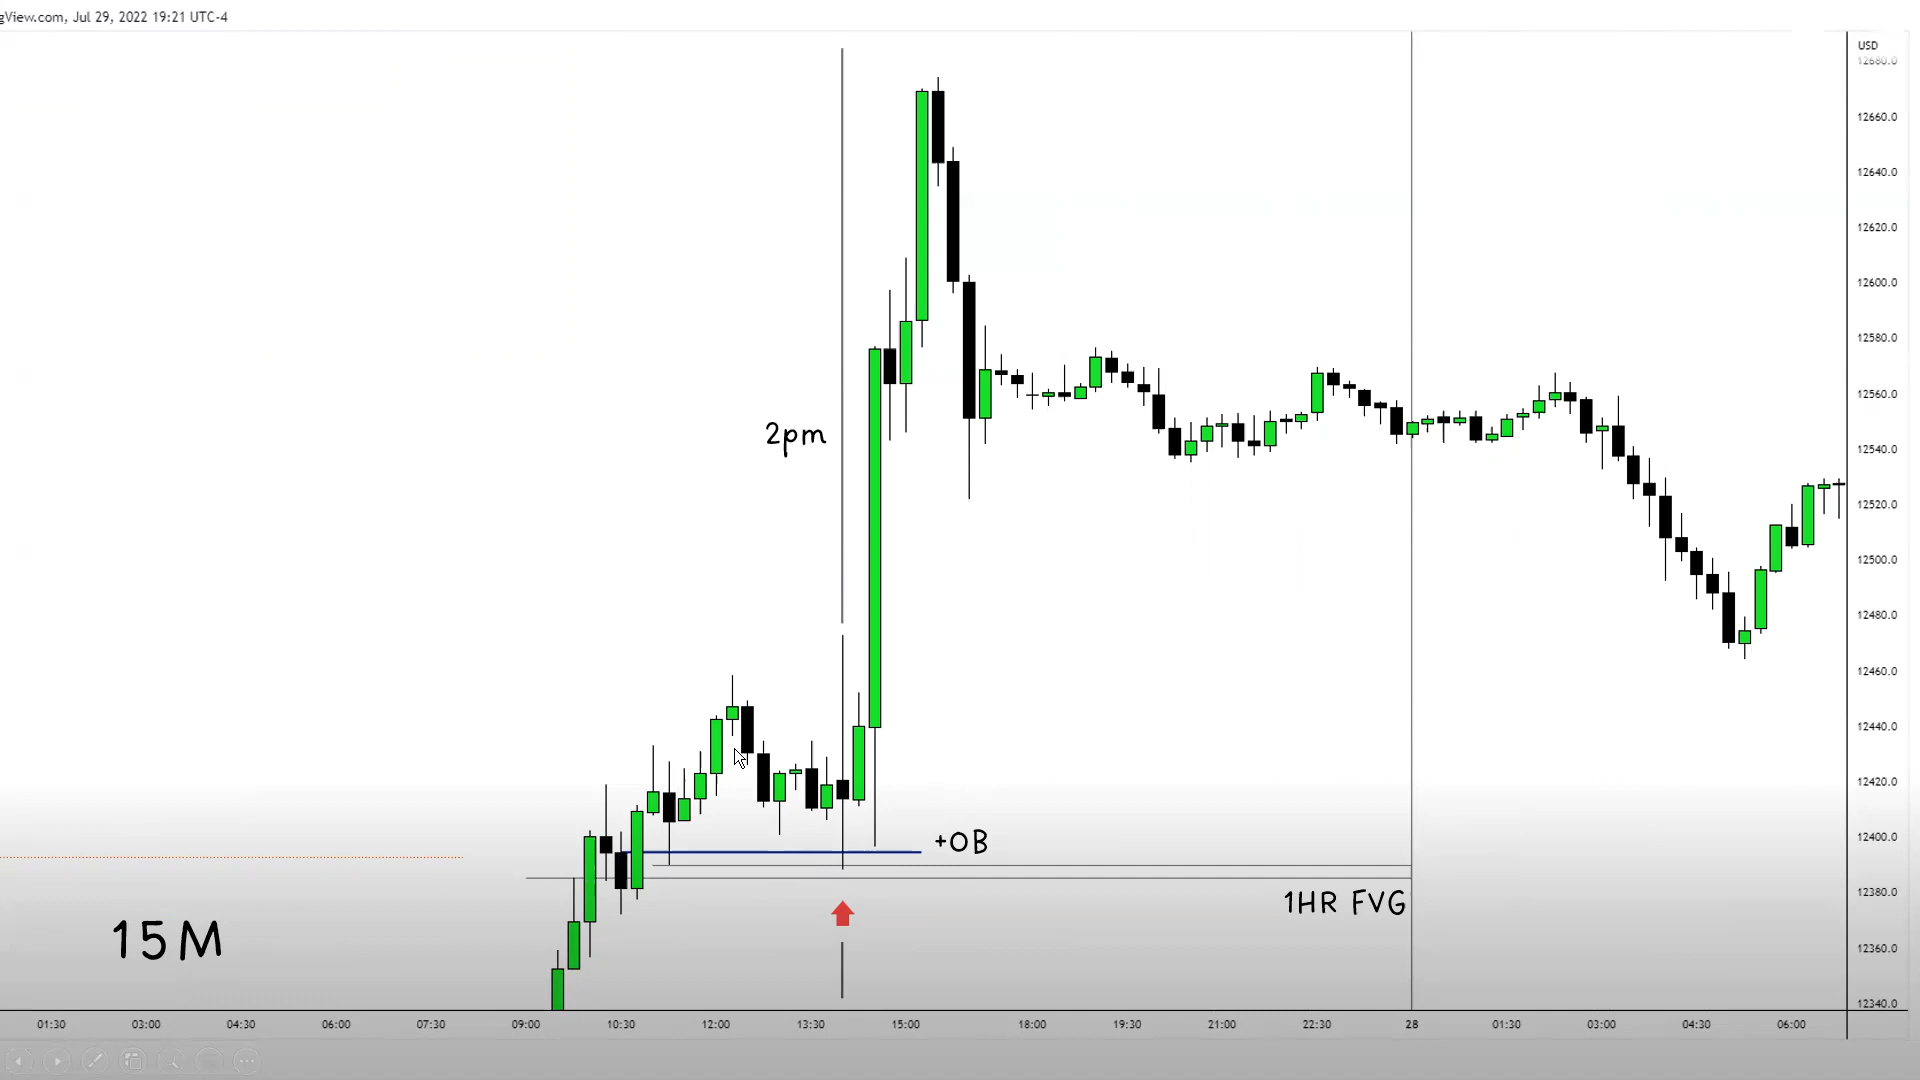 gView.com, Jul 29, 2022 19:21 UTC-4
USD
12680.0
12660.0
12640.0
12620.0
12600.0
12580.0
12560.0
12540.0
12520.0
12500.0
12480.0
12460.0
12440.0
12420.0
12400.0
12380.0
12360.0
12340.0
2pm
+OB
1HR FVG
15M
01:30 03:00 04:30 06:00 07:30 09:00 10:30 12:00 13:30 15:00 18:00 19:30 21:00 22:30 28 01:30 03:00 04:30 06:00